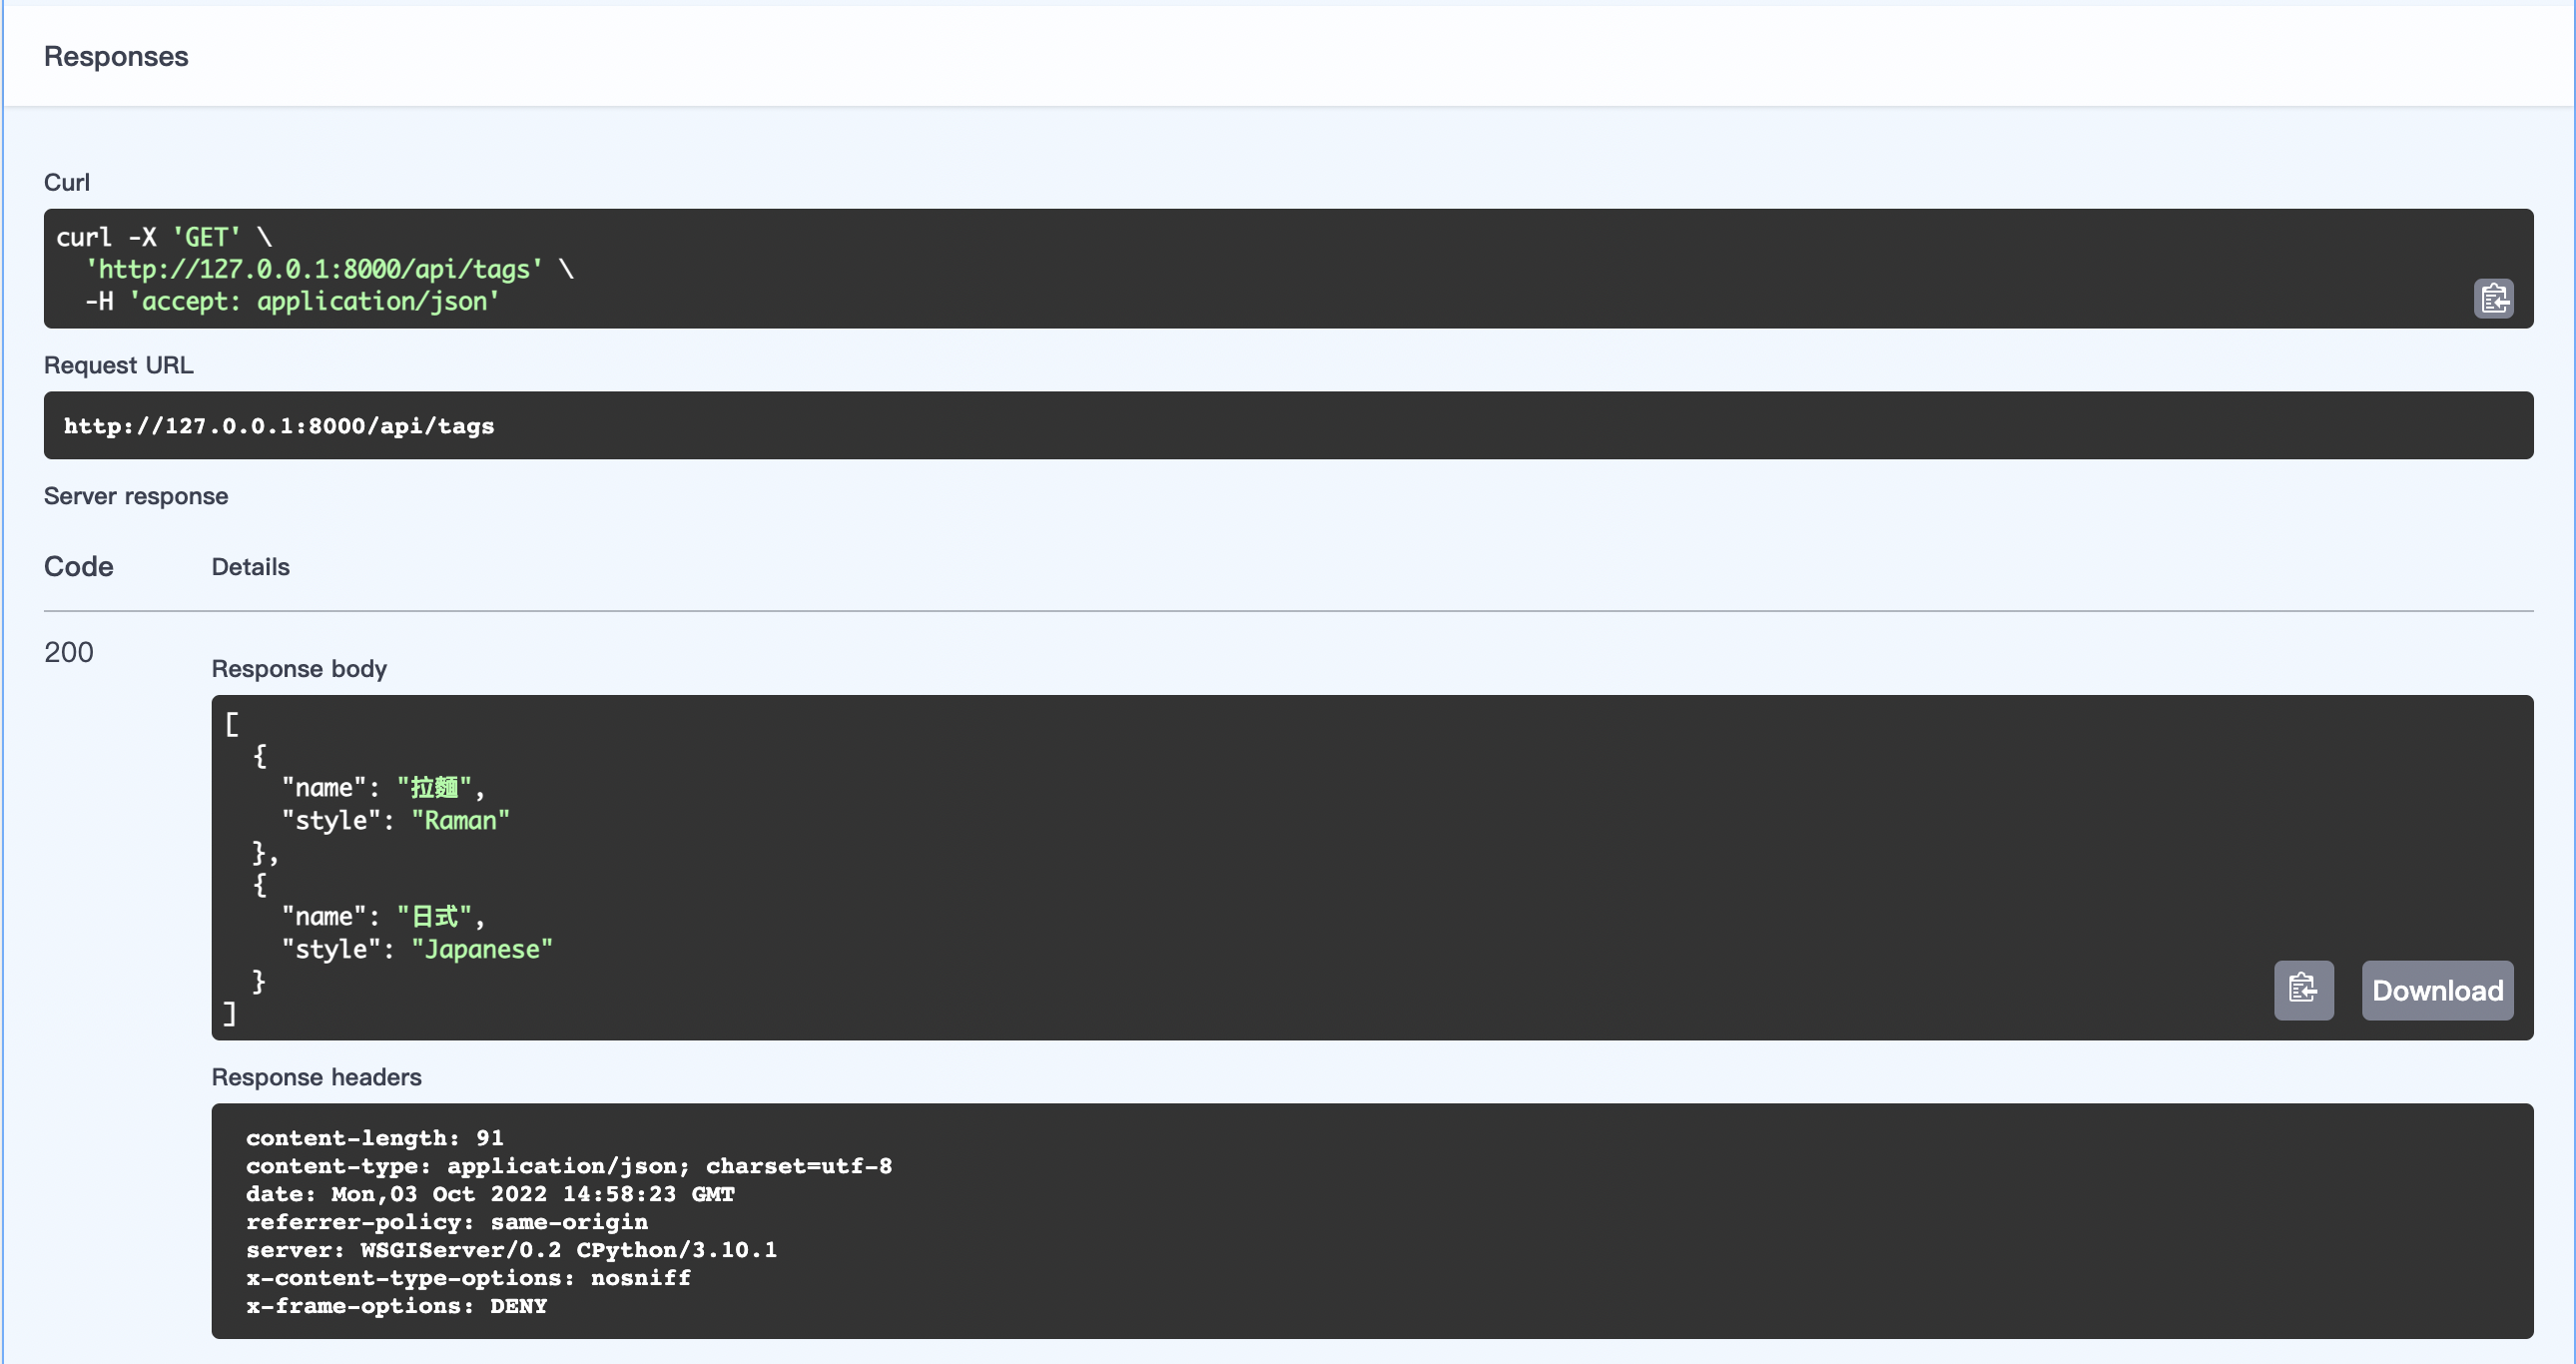 Responses
Curl
curl -X 'GET' \
'http://127.0.0.1:8000/api/tags' \
-H 'accept: application/json'
Request URL
http://127.0.0.1:8000/api/tags
Server response
Code Details
200
Response body
[
{
"name": "拉麵",
"style": "Raman"
},
{
"name": "日式",
"style": "Japanese"
}
]
Download
Response headers
content-length: 91
content-type: application/json; charset=utf-8
date: Mon,03 Oct 2022 14:58:23 GMT
referrer-policy: same-origin
server: WSGIServer/0.2 CPython/3.10.1
x-content-type-options: nosniff
x-frame-options: DENY